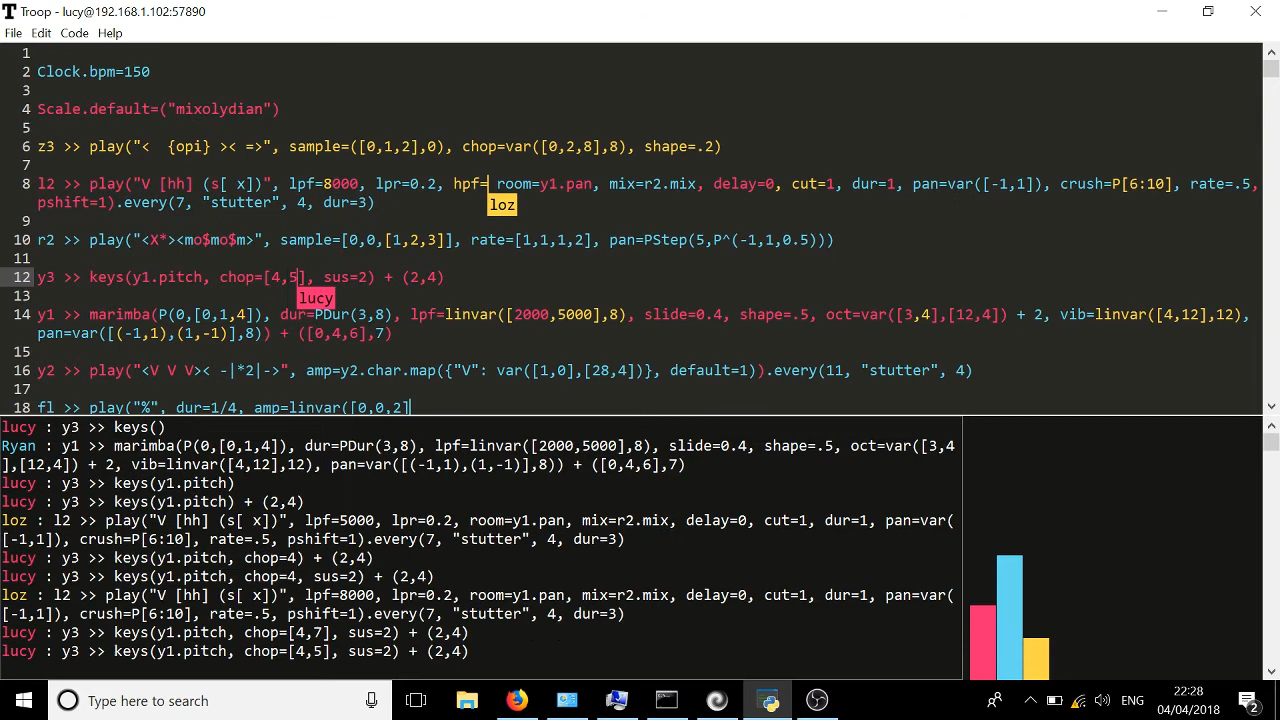 Troop - lucy@192.168.1.102:57890
File Edit Code Help
1
2 Clock.bpm=150
3
4 Scale.default=("mixolydian")
5
6 z3 >> play("<  {opi} >< =>", sample=([0,1,2],0), chop=var([0,2,8],8), shape=.2)
7
8 l2 >> play("V [hh] (s[ x])", lpf=8000, lpr=0.2, hpf= room=y1.pan, mix=r2.mix, delay=0, cut=1, dur=1, pan=var([-1,1]), crush=P[6:10], rate=.5,
pshift=1).every(7, "stutter", 4, dur=3)
loz
9
10 r2 >> play("<X*><mo$mo$m>", sample=[0,0,[1,2,3]], rate=[1,1,1,2], pan=PStep(5,P^(-1,1,0.5)))
11
12 y3 >> keys(y1.pitch, chop=[4,5], sus=2) + (2,4)
13
lucy
14 y1 >> marimba(P(0,[0,1,4]), dur=PDur(3,8), lpf=linvar([2000,5000],8), slide=0.4, shape=.5, oct=var([3,4],[12,4]) + 2, vib=linvar([4,12],12),
pan=var([(-1,1),(1,-1)],8)) + ([0,4,6],7)
15
16 y2 >> play("<V V V>< -|*2|->", amp=y2.char.map({"V": var([1,0],[28,4])}, default=1)).every(11, "stutter", 4)
17
18 fl >> play("%", dur=1/4, amp=linvar([0,0,2]
lucy : y3 >> keys()
Ryan : y1 >> marimba(P(0,[0,1,4]), dur=PDur(3,8), lpf=linvar([2000,5000],8), slide=0.4, shape=.5, oct=var([3,4
],[12,4]) + 2, vib=linvar([4,12],12), pan=var([(-1,1),(1,-1)],8)) + ([0,4,6],7)
lucy : y3 >> keys(y1.pitch)
lucy : y3 >> keys(y1.pitch) + (2,4)
loz : l2 >> play("V [hh] (s[ x])", lpf=5000, lpr=0.2, room=y1.pan, mix=r2.mix, delay=0, cut=1, dur=1, pan=var(
[-1,1]), crush=P[6:10], rate=.5, pshift=1).every(7, "stutter", 4, dur=3)
lucy : y3 >> keys(y1.pitch, chop=4) + (2,4)
lucy : y3 >> keys(y1.pitch, chop=4, sus=2) + (2,4)
loz : l2 >> play("V [hh] (s[ x])", lpf=8000, lpr=0.2, room=y1.pan, mix=r2.mix, delay=0, cut=1, dur=1, pan=var(
[-1,1]), crush=P[6:10], rate=.5, pshift=1).every(7, "stutter", 4, dur=3)
lucy : y3 >> keys(y1.pitch, chop=[4,7], sus=2) + (2,4)
lucy : y3 >> keys(y1.pitch, chop=[4,5], sus=2) + (2,4)
Type here to search
ENG
22:28
04/04/2018
2